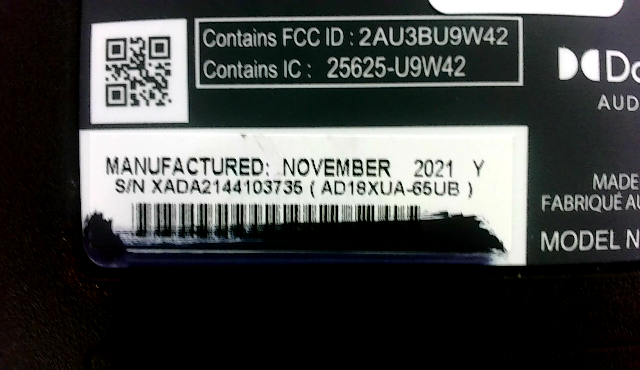 Contains FCC ID : 2AU3BU9W42
Contains IC : 25625-U9W42
AUD
MANUFACTURED: NOVEMBER 2021 Y
S/N XADA2144103735 ( AD18XUA-65UB )
MADE
FABRIQUÉ AU
MODEL N